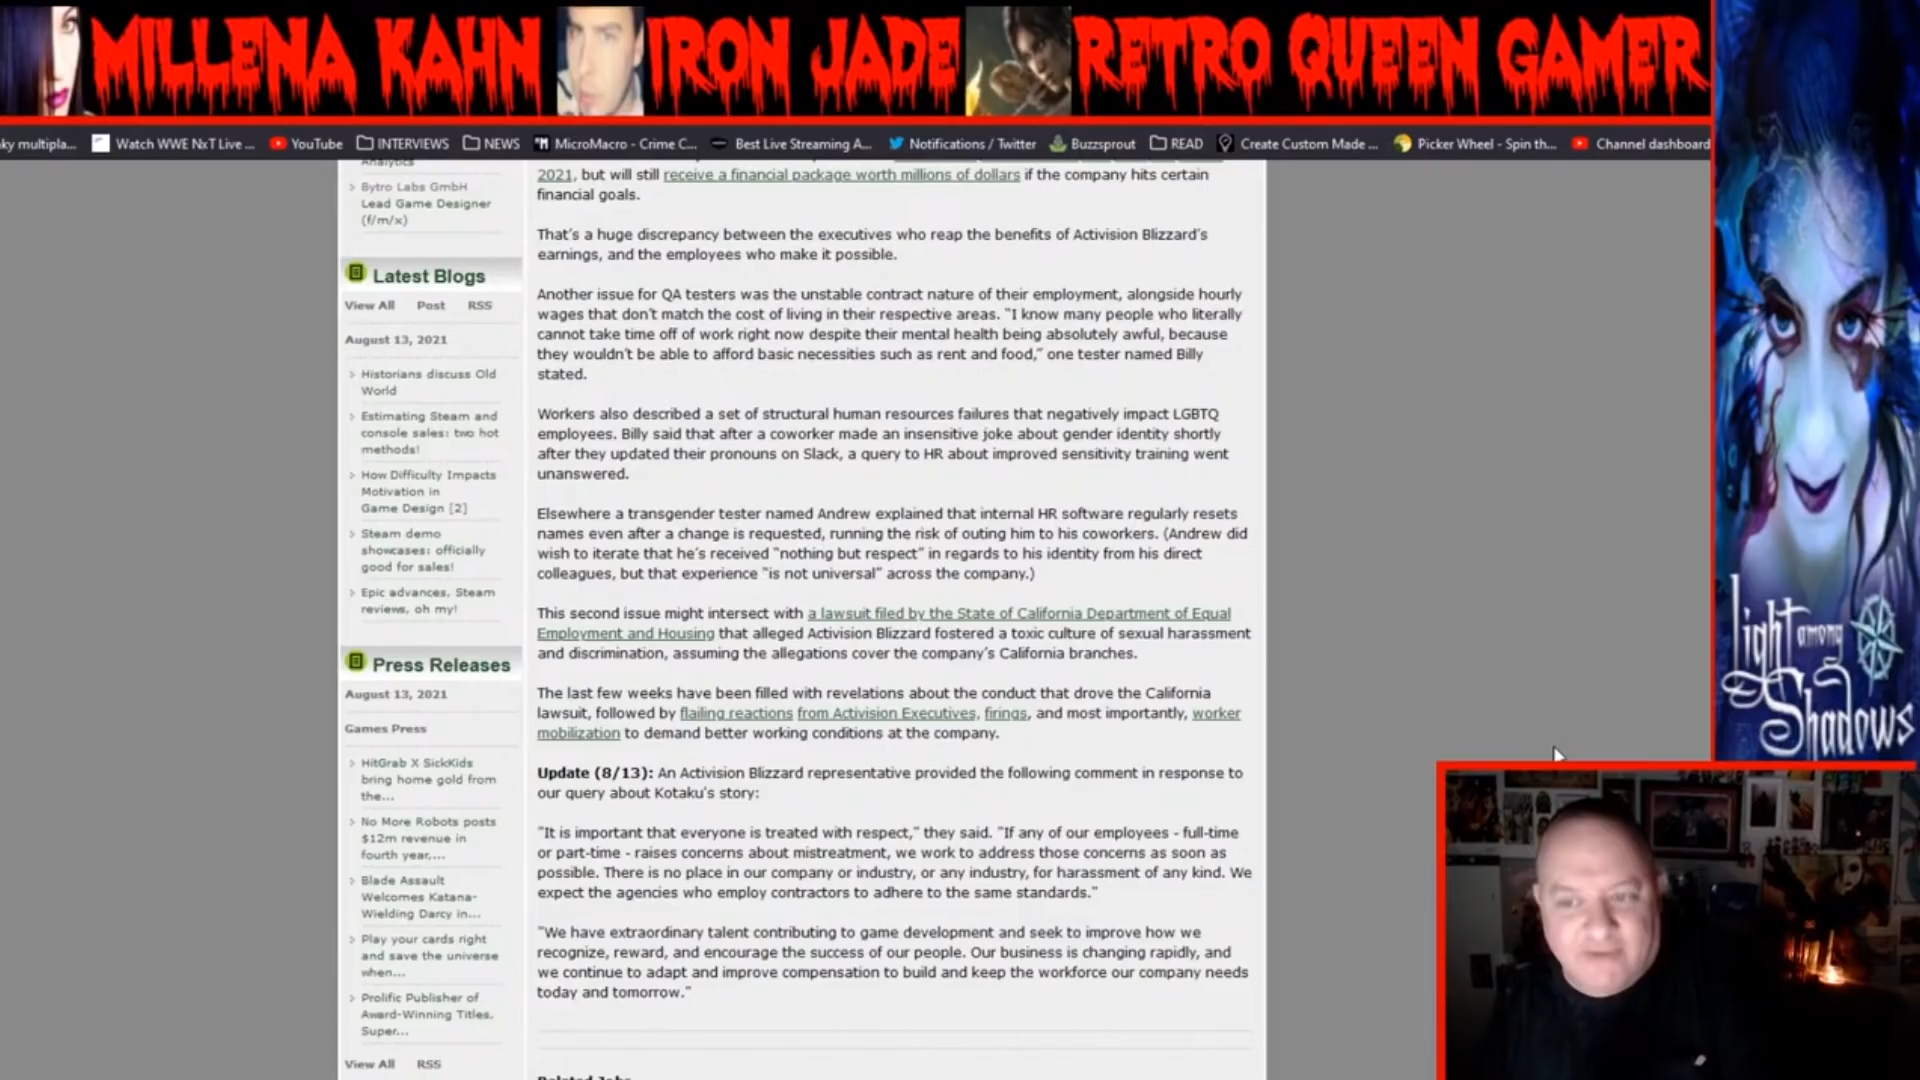 MILLENA KAHN
IRON JADE
RETRO QUEEN GAMER
ky multipla...
Watch WWE NxT Live ...
YouTube
INTERVIEWS
NEWS
MicroMacro - Crime C...
Best Live Streaming A...
Notifications / Twitter
Buzzsprout
READ
Create Custom Made ...
Picker Wheel - Spin th...
Channel dashboard
Analytics
Bytro Labs GmbH
Lead Game Designer
(f/m/x)
Latest Blogs
View All Post RSS
August 13, 2021
Historians discuss Old
World
Estimating Steam and
console sales: two hot
methods!
How Difficulty Impacts
Motivation in
Game Design [2]
Steam demo
showcases: officially
good for sales!
Epic advances, Steam
reviews, oh my!
Press Releases
August 13, 2021
Games Press
HitGrab X SickKids
bring home gold from
the...
No More Robots posts
$12m revenue in
fourth year,...
Blade Assault
Welcomes Katana-
Wielding Darcy in...
Play your cards right
and save the universe
when...
Prolific Publisher of
Award-Winning Titles,
Super...
View All RSS
2021, but will still receive a financial package worth millions of dollars if the company hits certain
financial goals.
That's a huge discrepancy between the executives who reap the benefits of Activision Blizzard's
earnings, and the employees who make it possible.
Another issue for QA testers was the unstable contract nature of their employment, alongside hourly
wages that don't match the cost of living in their respective areas. "I know many people who literally
cannot take time off of work right now despite their mental health being absolutely awful, because
they wouldn't be able to afford basic necessities such as rent and food," one tester named Billy
stated.
Workers also described a set of structural human resources failures that negatively impact LGBTQ
employees. Billy said that after a coworker made an insensitive joke about gender identity shortly
after they updated their pronouns on Slack, a query to HR about improved sensitivity training went
unanswered.
Elsewhere a transgender tester named Andrew explained that internal HR software regularly resets
names even after a change is requested, running the risk of outing him to his coworkers. (Andrew did
wish to iterate that he's received "nothing but respect" in regards to his identity from his direct
colleagues, but that experience "is not universal" across the company.)
This second issue might intersect with a lawsuit filed by the State of California Department of Equal
Employment and Housing that alleged Activision Blizzard fostered a toxic culture of sexual harassment
and discrimination, assuming the allegations cover the company's California branches.
The last few weeks have been filled with revelations about the conduct that drove the California
lawsuit, followed by flailing reactions from Activision Executives, firings, and most importantly, worker
mobilization to demand better working conditions at the company.
Update (8/13): An Activision Blizzard representative provided the following comment in response to
our query about Kotaku's story:
"It is important that everyone is treated with respect," they said. "If any of our employees - full-time
or part-time - raises concerns about mistreatment, we work to address those concerns as soon as
possible. There is no place in our company or industry, or any industry, for harassment of any kind. We
expect the agencies who employ contractors to adhere to the same standards."
"We have extraordinary talent contributing to game development and seek to improve how we
recognize, reward, and encourage the success of our people. Our business is changing rapidly, and
we continue to adapt and improve compensation to build and keep the workforce our company needs
today and tomorrow."
Related Jobs
Light among
Shadows